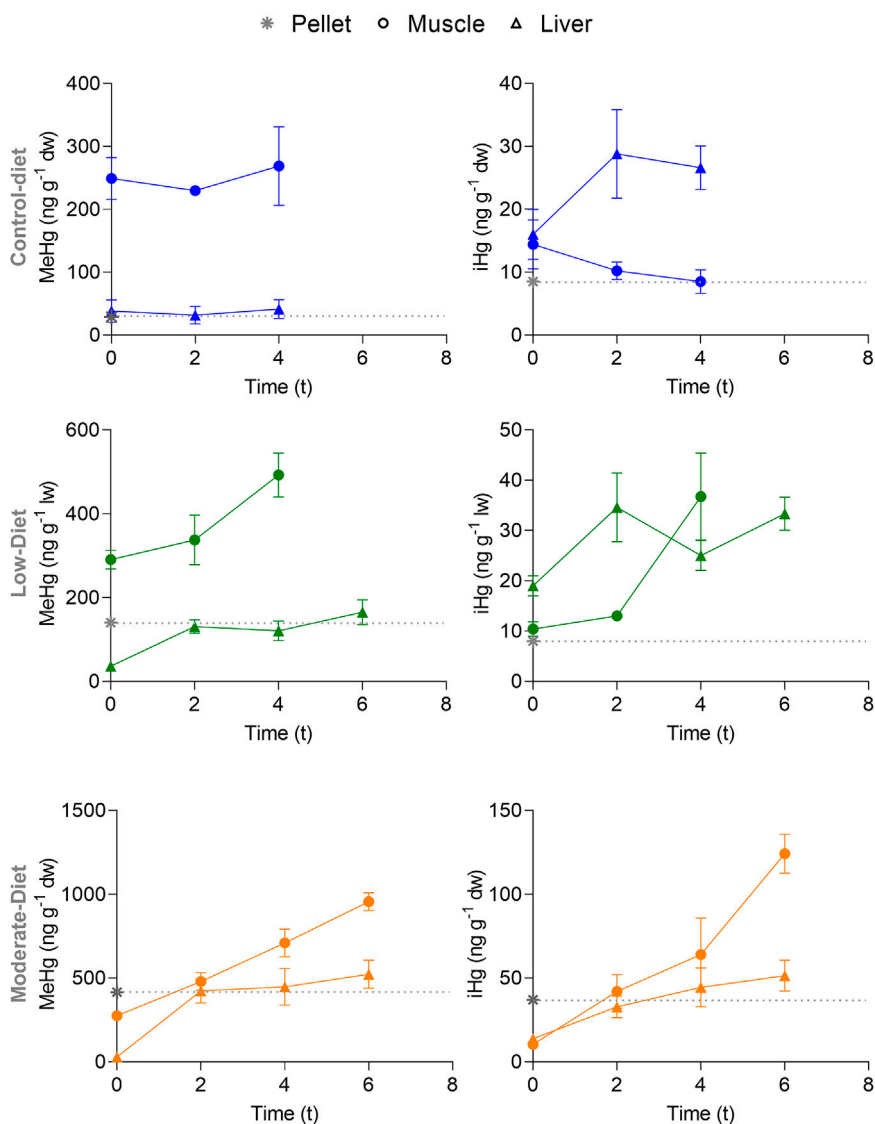 Pellet Muscle Liver
Control-diet
MeHg (ng g⁻¹ dw)
400
300
200
100
0
0 2 4 6 8
Time (t)
iHg (ng g⁻¹ dw)
40
30
20
10
0
0 2 4 6 8
Time (t)
Low-Diet
MeHg (ng g⁻¹ lw)
600
400
200
0
0 2 4 6 8
Time (t)
iHg (ng g⁻¹ lw)
50
40
30
20
10
0
0 2 4 6 8
Time (t)
Moderate-Diet
MeHg (ng g⁻¹ dw)
1500
1000
500
0
0 2 4 6 8
Time (t)
iHg (ng g⁻¹ dw)
150
100
50
0
0 2 4 6 8
Time (t)